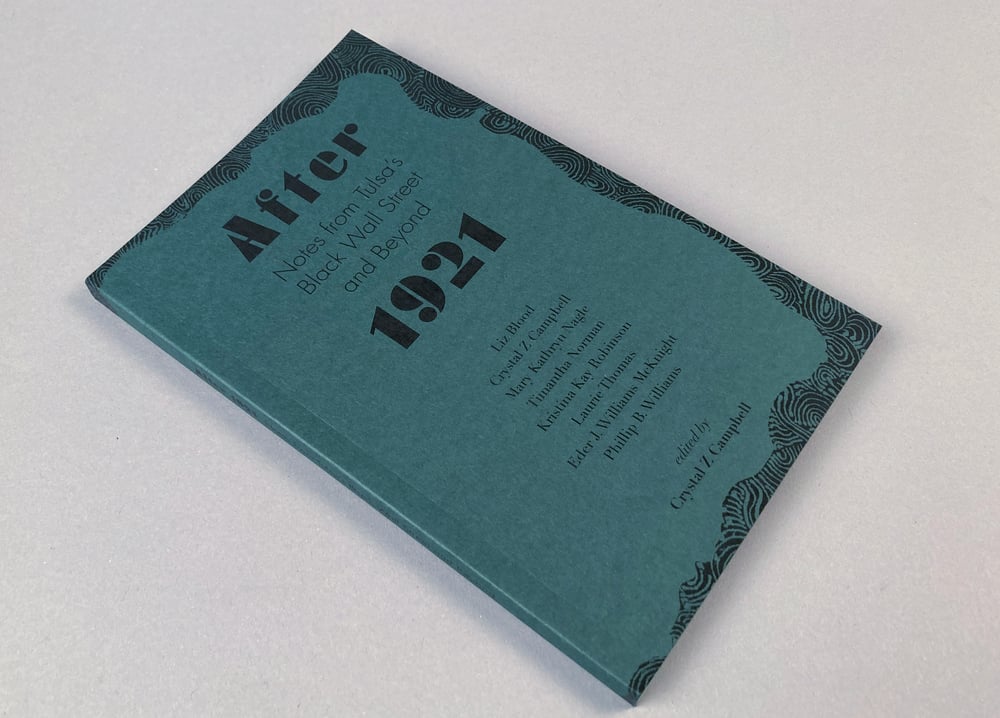 After
Notes from Tulsa's
Black Wall Street
and Beyond
1921
Liz Blood
Crystal Z Campbell
Mary Kathryn Nagle
Timantha Norman
Kristina Kay Robinson
Laurie Thomas
Eder J. Williams McKnight
Phillip B. Williams
edited by
Crystal Z Campbell